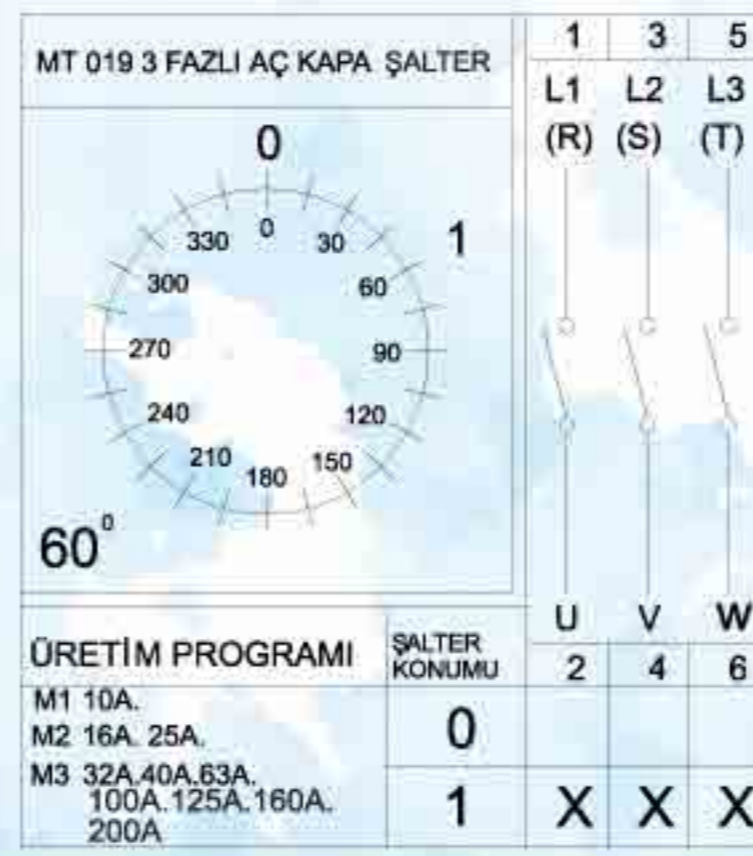 MT 019 3 FAZLI AÇ KAPA ŞALTER
1 3 5
L1 L2 L3
(R) (S) (T)
0
1
0
30
60
90
120
150
180
210
240
270
300
330
60⁰
U V W
2 4 6
ÜRETİM PROGRAMI
ŞALTER
KONUMU
M1 10A.
M2 16A. 25A.
M3 32A.40A.63A.
100A.125A.160A.
200A
0
1 X X X